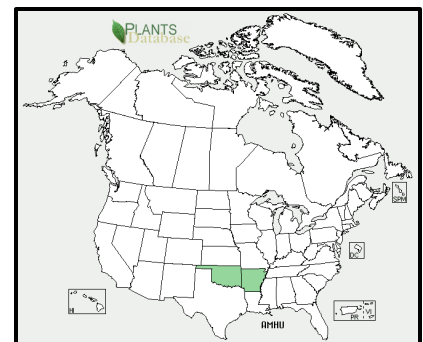 PLANTS
Database
SPM
DC
HI
PR
VI
AMHU